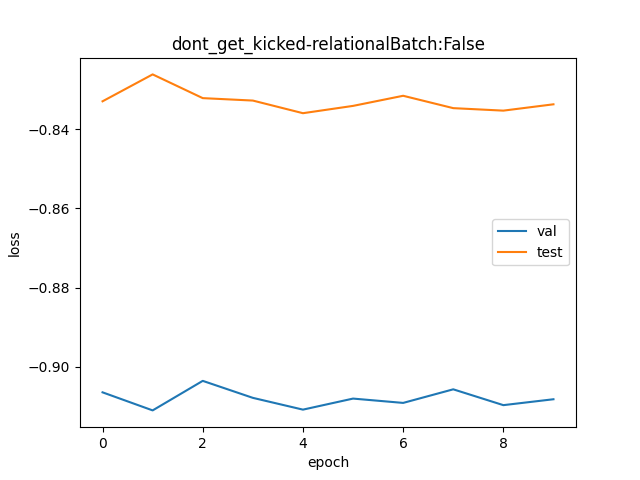 dont_get_kicked-relationalBatch:False
−0.84
−0.86
−0.88
−0.90
loss
val
test
0 2 4 6 8
epoch